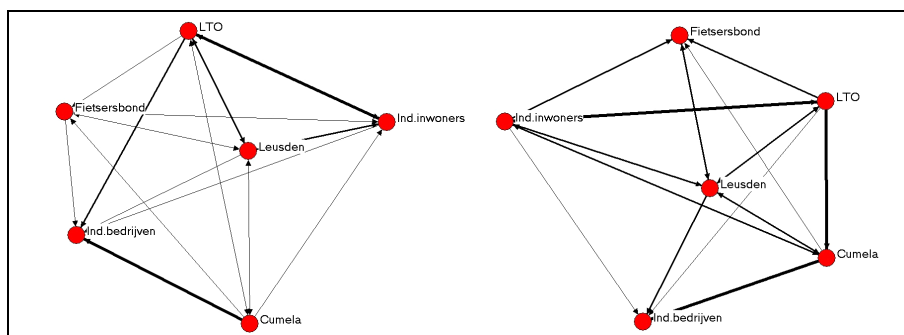 LTO
Fietsersbond
Ind.inwoners
Leusden
Ind.bedrijven
Cumela
Fietsersbond
LTO
Ind.inwoners
Leusden
Cumela
Ind.bedrijven